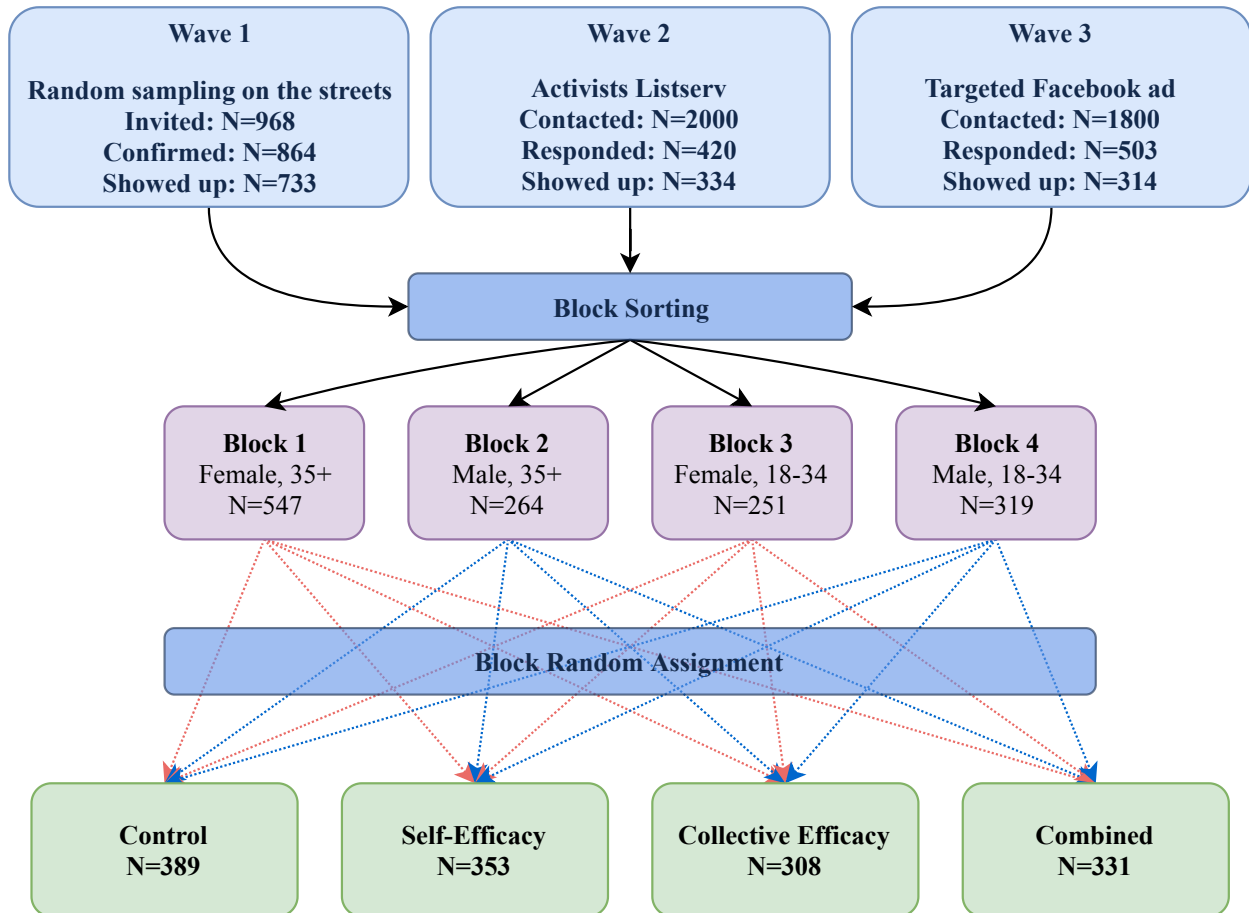 Wave 1
Random sampling on the streets
Invited: N=968
Confirmed: N=864
Showed up: N=733
Wave 2
Activists Listserv
Contacted: N=2000
Responded: N=420
Showed up: N=334
Wave 3
Targeted Facebook ad
Contacted: N=1800
Responded: N=503
Showed up: N=314
Block Sorting
Block 1
Female, 35+
N=547
Block 2
Male, 35+
N=264
Block 3
Female, 18-34
N=251
Block 4
Male, 18-34
N=319
Block Random Assignment
Control
N=389
Self-Efficacy
N=353
Collective Efficacy
N=308
Combined
N=331